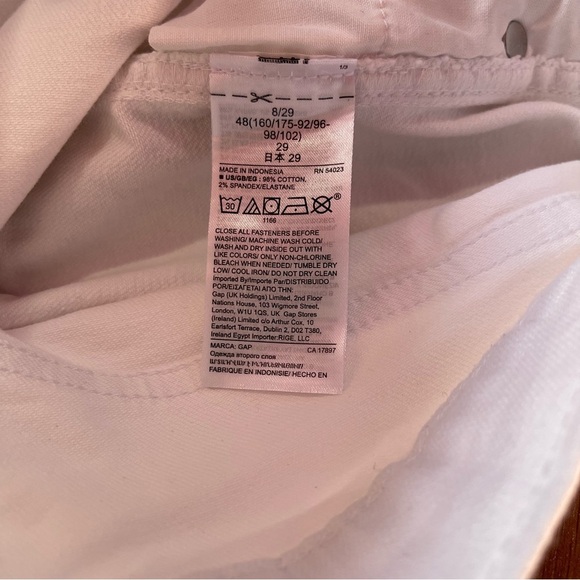 1/3
8/29
48(160/175-92/96-
98/102)
29
日本 29
MADE IN INDONESIA RN 54023
■ US/GB/EG : 98% COTTON,
2% SPANDEX/ELASTANE
30 ®
1166
CLOSE ALL FASTENERS BEFORE
WASHING/ MACHINE WASH COLD/
WASH AND DRY INSIDE OUT WITH
LIKE COLORS/ ONLY NON-CHLORINE
BLEACH WHEN NEEDED/ TUMBLE DRY
LOW/ COOL IRON/ DO NOT DRY CLEAN
Imported By/Importe Par/DISTRIBUIDO
POR/ΕΙΣΑΓΕΤΑΙ ΑΠΟ ΤΗΝ:
Gap (UK Holdings) Limited, 2nd Floor
Nations House, 103 Wigmore Street,
London, W1U 1QS, UK. Gap Stores
(Ireland) Limited c/o Arthur Cox, 10
Earlsfort Terrace, Dublin 2, D02 T380,
Ireland Egypt Importer:RIGE, LLC
MARCA: GAP. CA 17897
Одежда второго слоя
FABRIQUE EN INDONSIE/ HECHO EN